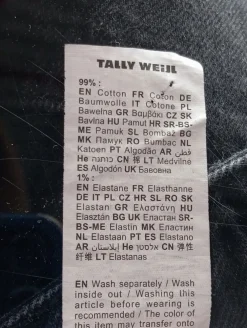 TALLY WEiJL
99% :
EN Cotton FR Coton DE
Baumwolle IT Cotone PL
Bawełna GR Βαμβάκι CZ SK
Bavlna HU Pamut HR SR-BS-
ME Pamuk SL Bombaž BG
MK Памук RO Bumbac NL
Katoen PT Algodão AR قطن
He כותנה CN 棉 LT Medvilnė
ES Algodón UK Бавовна
1% :
EN Elastane FR Elasthanne
DE IT PL CZ HR SL RO SK
Elastan GR Ελαστάνη HU
Elasztán BG UK Еластан SR-
BS-ME Elastin MK Еластин
NL Elastaan PT ES Elastano
AR إيلاستان He אלסטן CN 弹性
纤维 LT Elastanas
EN Wash separately / Wash
inside out / Washing this
article before wearing is
recommended / The color of
this item may transfer onto